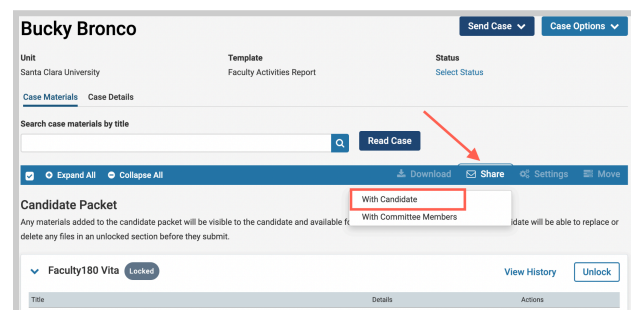 Bucky Bronco
Send Case
Case Options
Unit
Template
Status
Santa Clara University
Faculty Activities Report
Select Status
Case Materials
Case Details
Search case materials by title
Read Case
Expand All
Collapse All
Download
Share
Settings
Move
With Candidate
With Committee Members
Candidate Packet
Any materials added to the candidate packet will be visible to the candidate and available fo
idate will be able to replace or
delete any files in an unlocked section before they submit.
Faculty180 Vita
Locked
View History
Unlock
Title
Details
Actions